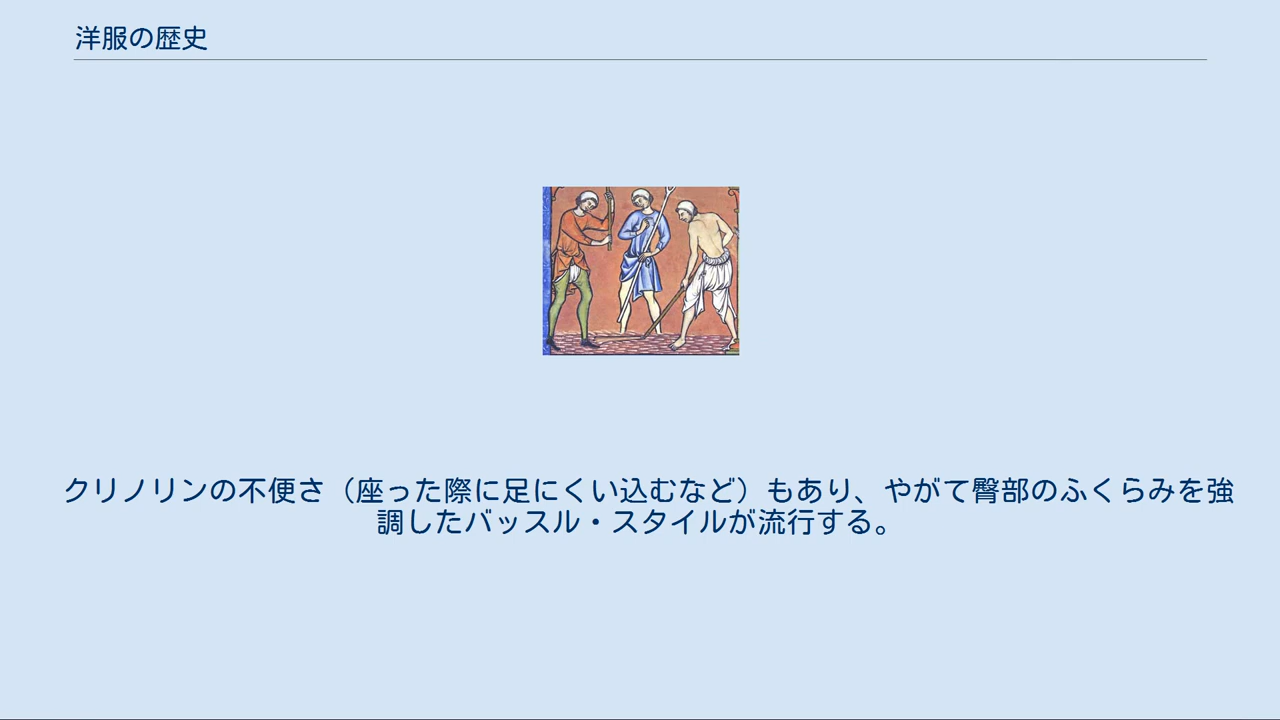 洋服の歴史
クリノリンの不便さ（座った際に足にくい込むなど）もあり、やがて臀部のふくらみを強
調したバッスル・スタイルが流行する。